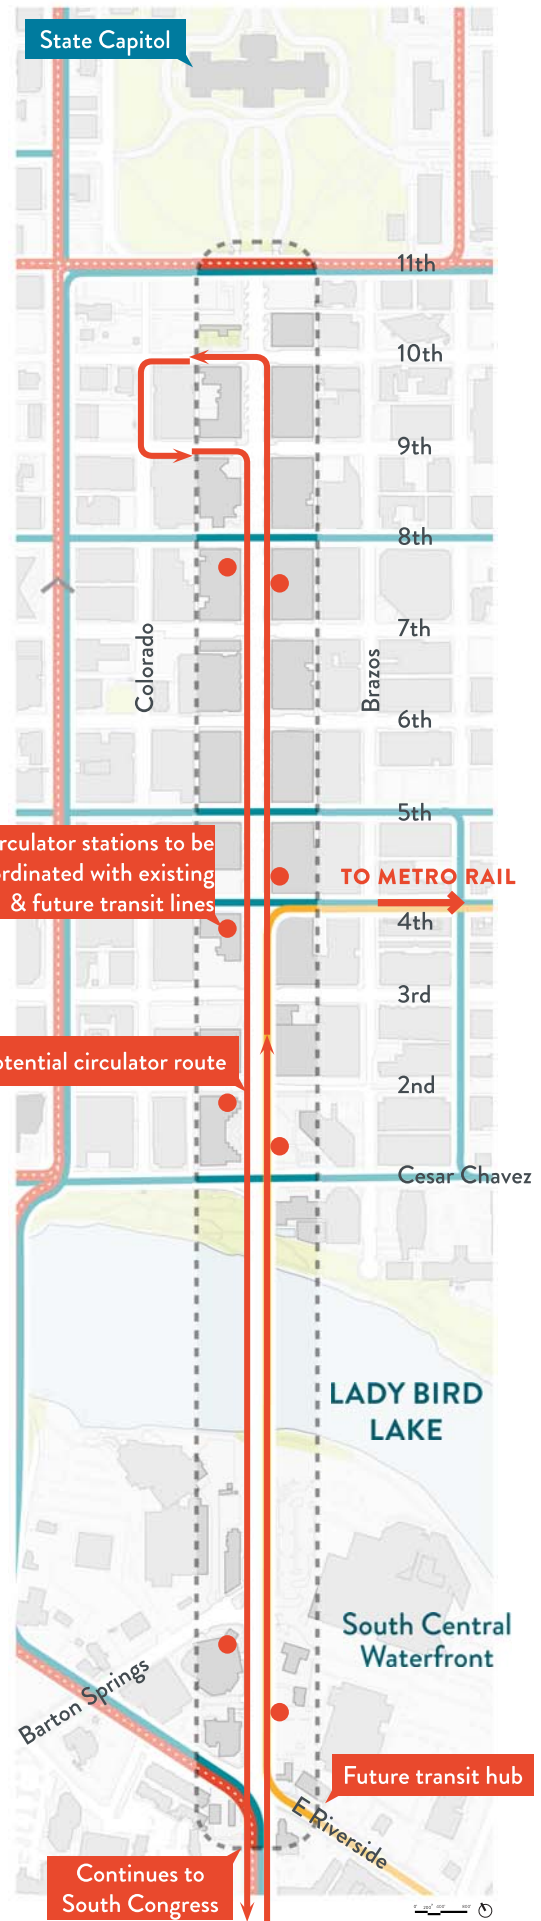 State Capitol
11th
10th
9th
8th
7th
Colorado
Brazos
6th
5th
rculator stations to be
rdinated with existing
& future transit lines
TO METRO RAIL
4th
3rd
otential circulator route
2nd
Cesar Chavez
LADY BIRD
LAKE
South Central
Waterfront
Barton Springs
Future transit hub
E Riverside
Continues to
South Congress